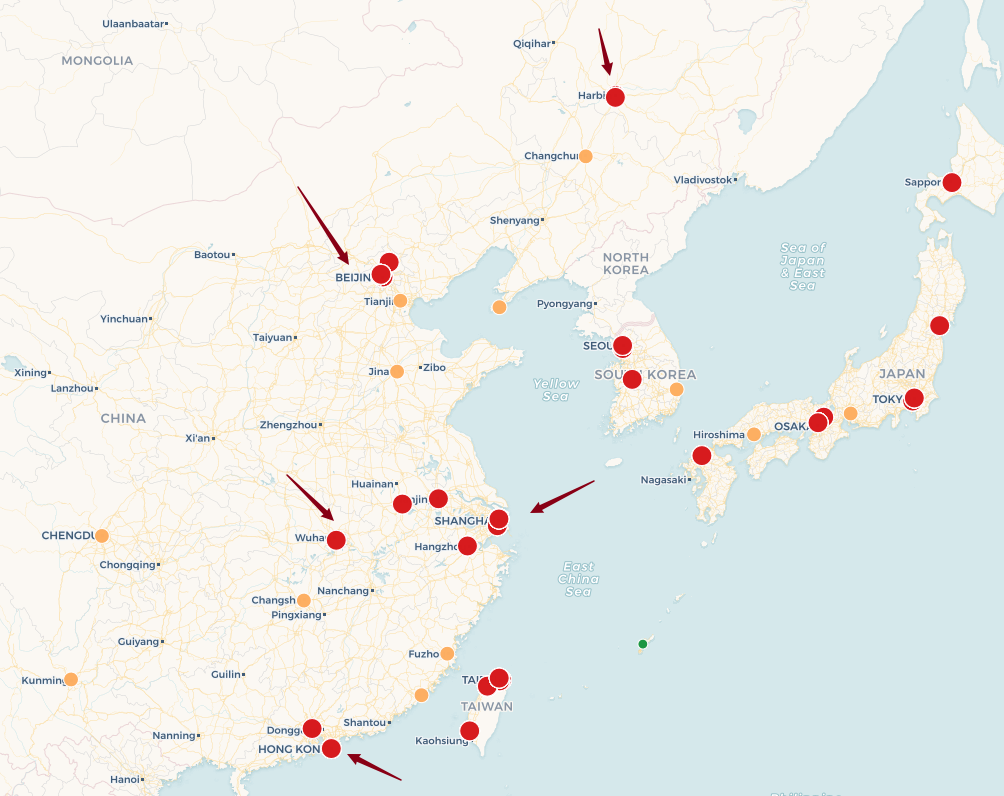 Ulaanbaatar
MONGOLIA
Qiqihar
Harbi
Changchu
Vladivostok
Sappor
Shenyang
Baotou
NORTH
KOREA
Sea of
Japan
& East
Sea
BEIJIN
Tianji
Pyongyang
Yinchuan
Taiyuan
SEOU
Xining
Lanzhou
Jina
Zibo
SOUTH KOREA
Yellow
Sea
JAPAN
TOKY
CHINA
Zhengzhou
Xi'an
OSAK
Hiroshima
Nagasaki
Huainan
njin
SHANGHA
CHENGDU
Wuha
Hangzho
Chongqing
East
China
Sea
Nanchang
Changsh
Pingxiang
Guiyang
Fuzho
Kunming
Guilin
TAI
TAIWAN
Shantou
Dongg
Nanning
HONG KON
Kaohsiung
Hanoi